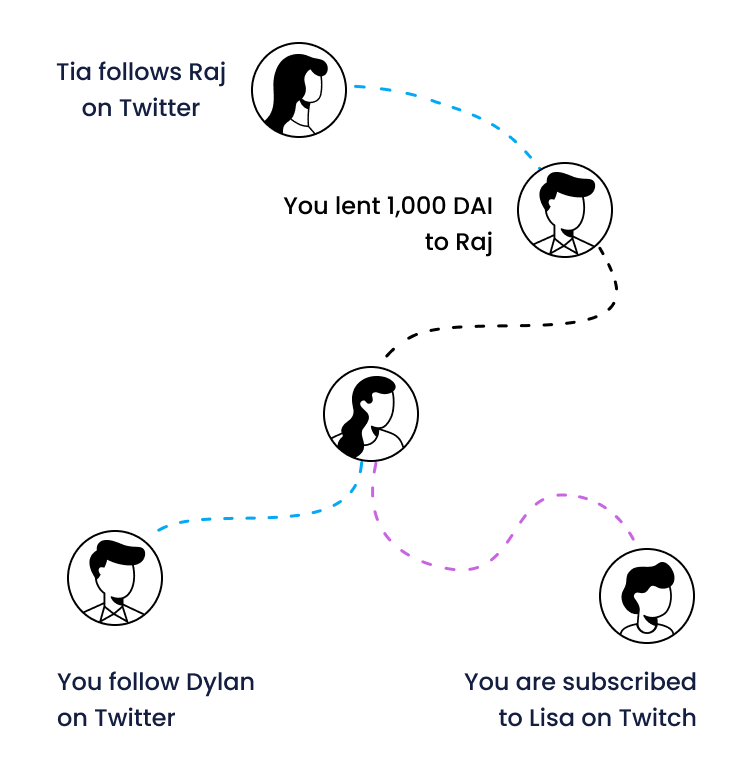 Tia follows Raj
on Twitter
You lent 1,000 DAI
to Raj
You follow Dylan
on Twitter
You are subscribed
to Lisa on Twitch